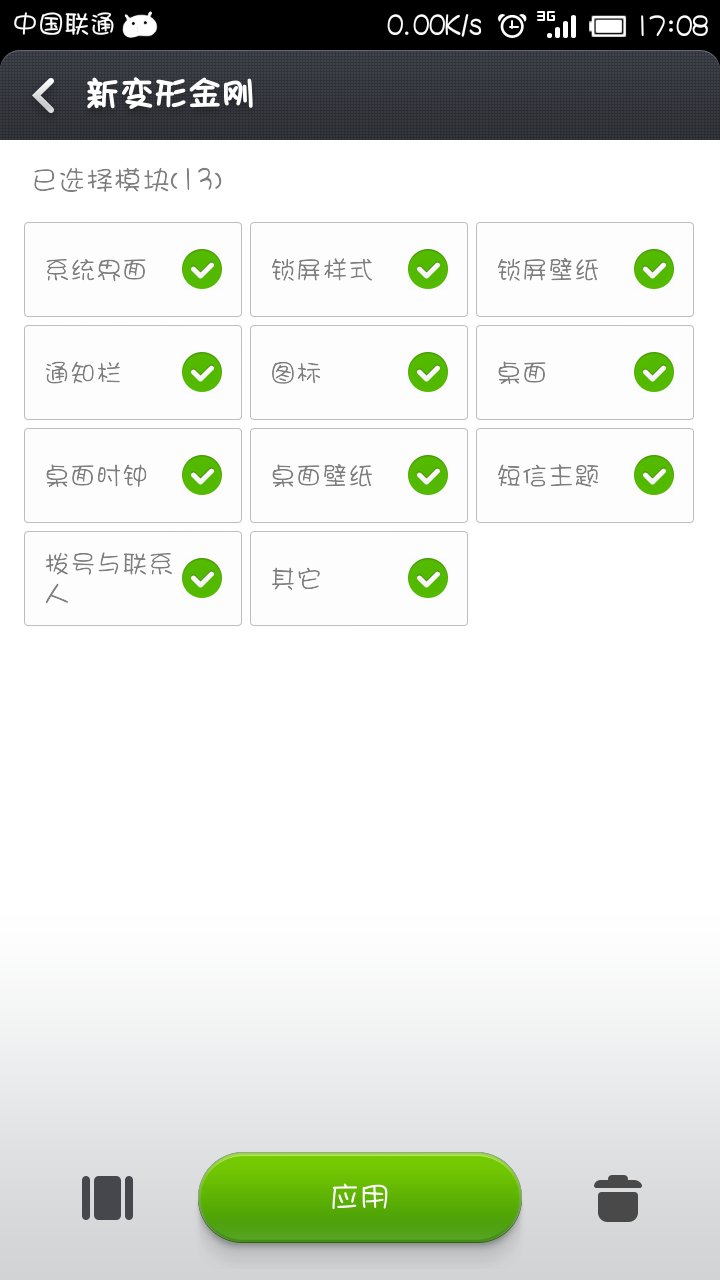 中国联通 0.00K/s 3G 17:08
新变形金刚
已选择模块(13)
系统界面 锁屏样式 锁屏壁纸
通知栏 图标 桌面
桌面时钟 桌面壁纸 短信主题
拨号与联系
人
其它
应用